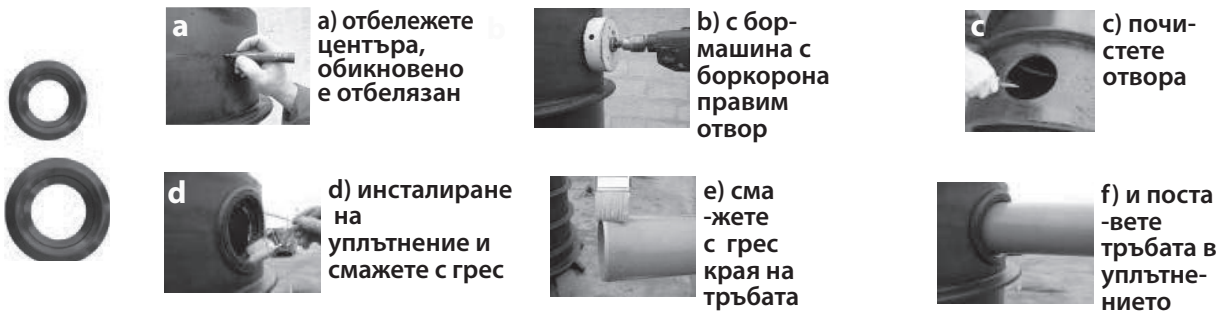 a
a) отбележете
центъра,
обикновено
е отбелязан
b
b) с бор-
машина с
боркорона
правим
отвор
c
c) почи-
стете
отвора
d
d) инсталиране
на
уплътнение и
смажете с грес
e) сма
-жете
с грес
края на
тръбата
f) и поста
-вете
тръбата в
уплътне-
нието